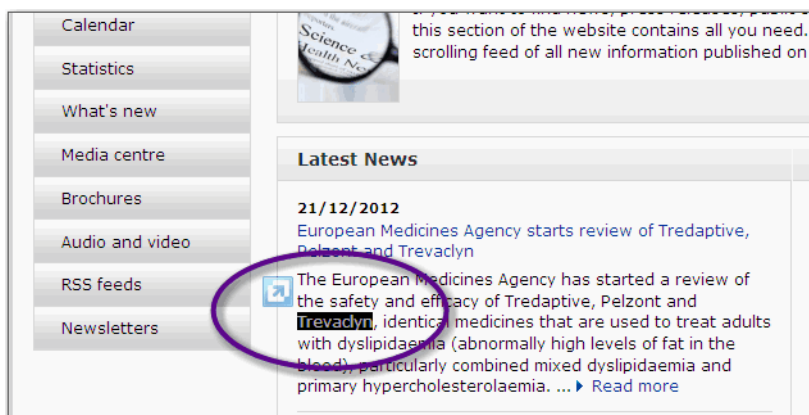 Calendar
Statistics
What's new
Media centre
Brochures
Audio and video
RSS feeds
Newsletters
Science &
Health
this section of the website contains all you need.
scrolling feed of all new information published on
Latest News
21/12/2012
European Medicines Agency starts review of Tredaptive,
Pelzont and Trevaclyn
The European Medicines Agency has started a review of
the safety and efficacy of Tredaptive, Pelzont and
Trevaclyn, identical medicines that are used to treat adults
with dyslipidaemia (abnormally high levels of fat in the
blood), particularly combined mixed dyslipidaemia and
primary hypercholesterolaemia. ... Read more